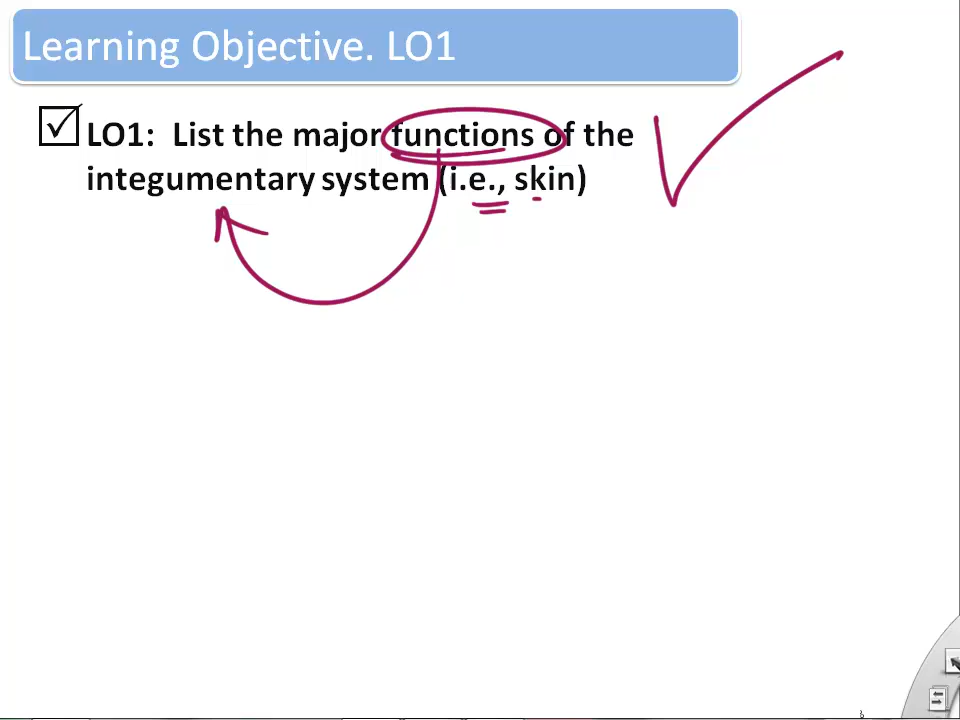 Learning Objective. LO1
LO1: List the major functions of the
integumentary system (i.e., skin)